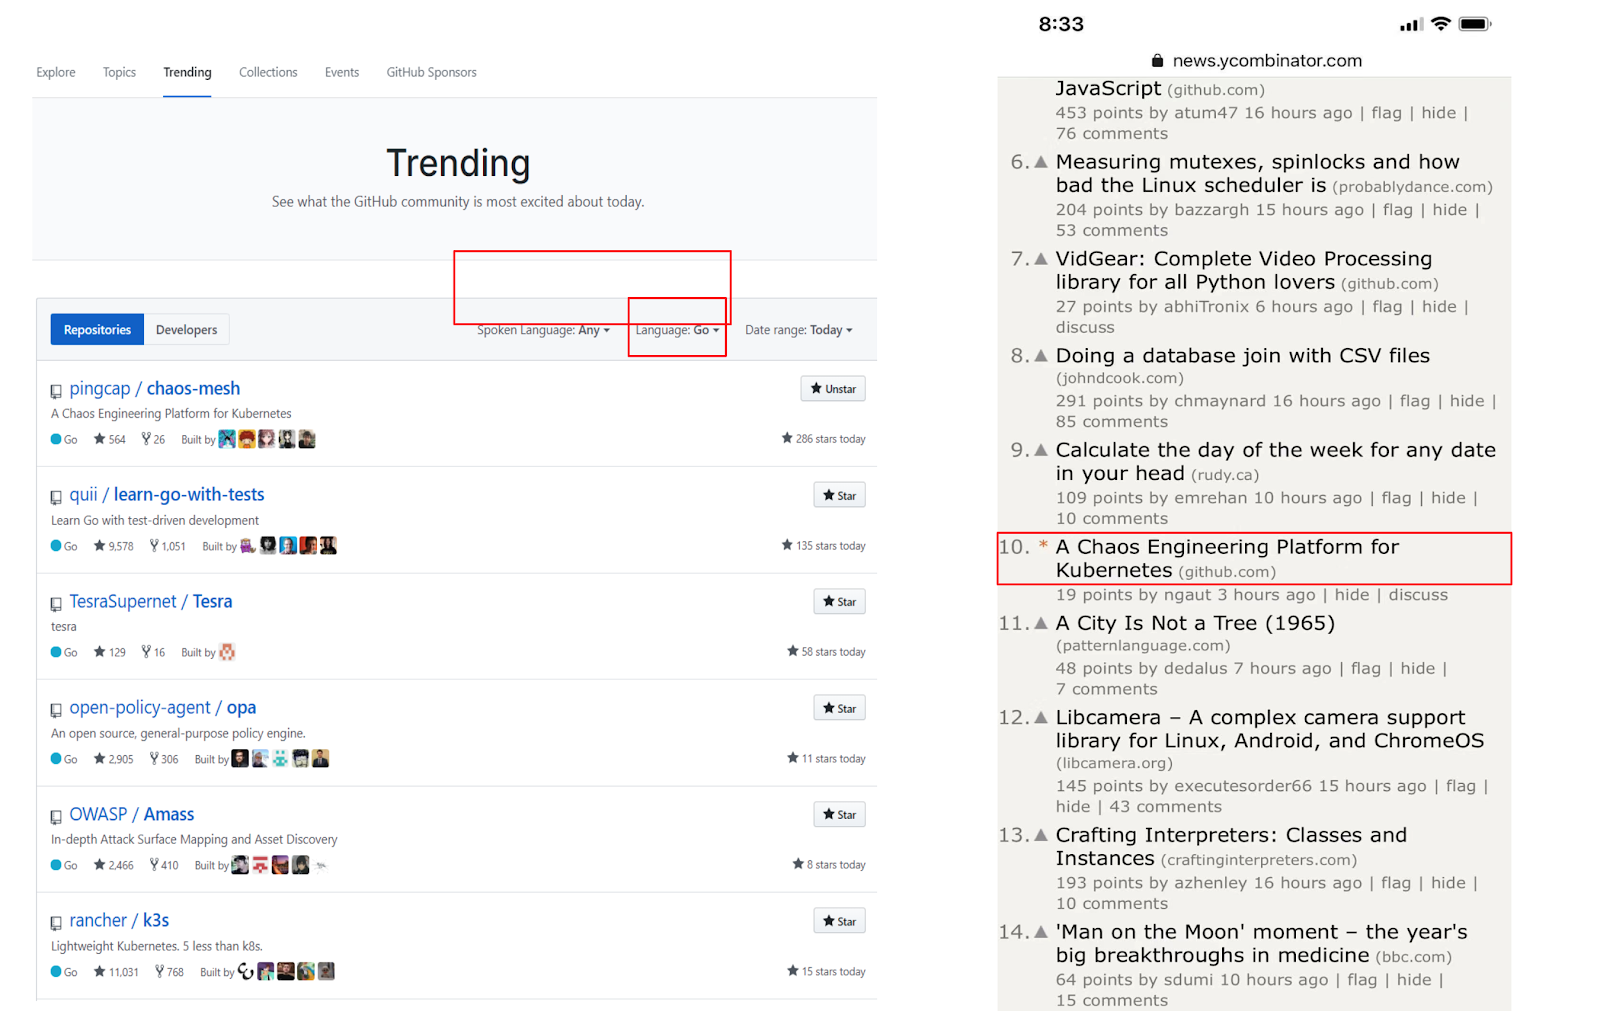 Explore Topics Trending Collections Events GitHub Sponsors
Trending
See what the GitHub community is most excited about today.
Repositories Developers Spoken Language: Any Language: Go Date range: Today
pingcap / chaos-mesh
Unstar
A Chaos Engineering Platform for Kubernetes
Go 564 26 Built by 286 stars today
quii / learn-go-with-tests
Star
Learn Go with test-driven development
Go 9,578 1,051 Built by 135 stars today
TesraSupernet / Tesra
Star
tesra
Go 129 16 Built by 58 stars today
open-policy-agent / opa
Star
An open source, general-purpose policy engine.
Go 2,905 306 Built by 11 stars today
OWASP / Amass
Star
In-depth Attack Surface Mapping and Asset Discovery
Go 2,466 410 Built by 8 stars today
rancher / k3s
Star
Lightweight Kubernetes. 5 less than k8s.
Go 11,031 768 Built by 15 stars today
8:33
news.ycombinator.com
JavaScript (github.com)
453 points by atum47 16 hours ago | flag | hide |
76 comments
6. Measuring mutexes, spinlocks and how
bad the Linux scheduler is (probablydance.com)
204 points by bazzargh 15 hours ago | flag | hide |
53 comments
7. VidGear: Complete Video Processing
library for all Python lovers (github.com)
27 points by abhiTronix 6 hours ago | flag | hide |
discuss
8. Doing a database join with CSV files
(johndcook.com)
291 points by chmaynard 16 hours ago | flag | hide |
85 comments
9. Calculate the day of the week for any date
in your head (rudy.ca)
109 points by emrehan 10 hours ago | flag | hide |
10 comments
10. * A Chaos Engineering Platform for
Kubernetes (github.com)
19 points by ngaut 3 hours ago | hide | discuss
11. A City Is Not a Tree (1965)
(patternlanguage.com)
48 points by dedalus 7 hours ago | flag | hide |
7 comments
12. Libcamera – A complex camera support
library for Linux, Android, and ChromeOS
(libcamera.org)
145 points by executesorder66 15 hours ago | flag |
hide | 43 comments
13. Crafting Interpreters: Classes and
Instances (craftinginterpreters.com)
193 points by azhenley 16 hours ago | flag | hide |
10 comments
14. 'Man on the Moon' moment – the year's
big breakthroughs in medicine (bbc.com)
64 points by sdumi 10 hours ago | flag | hide |
15 comments